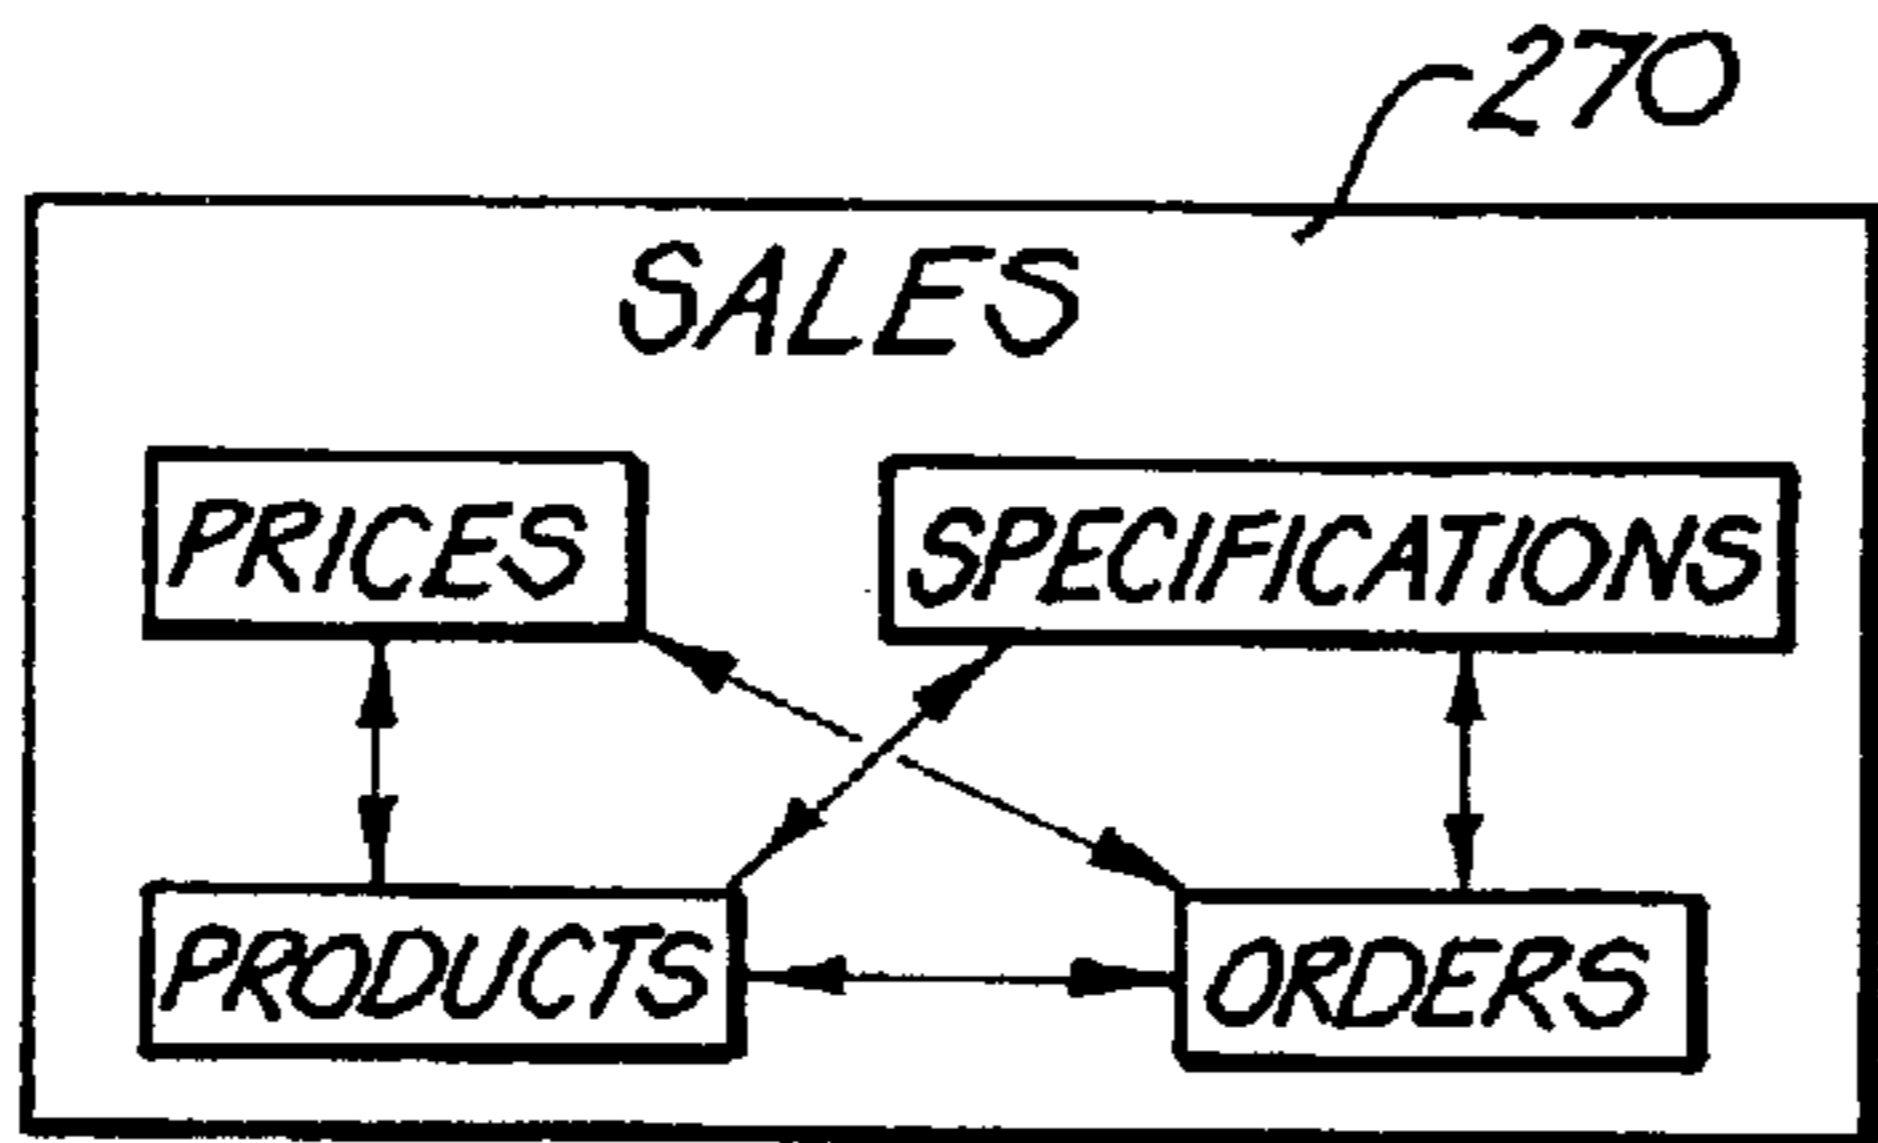 270
SALES
PRICES
SPECIFICATIONS
PRODUCTS
ORDERS